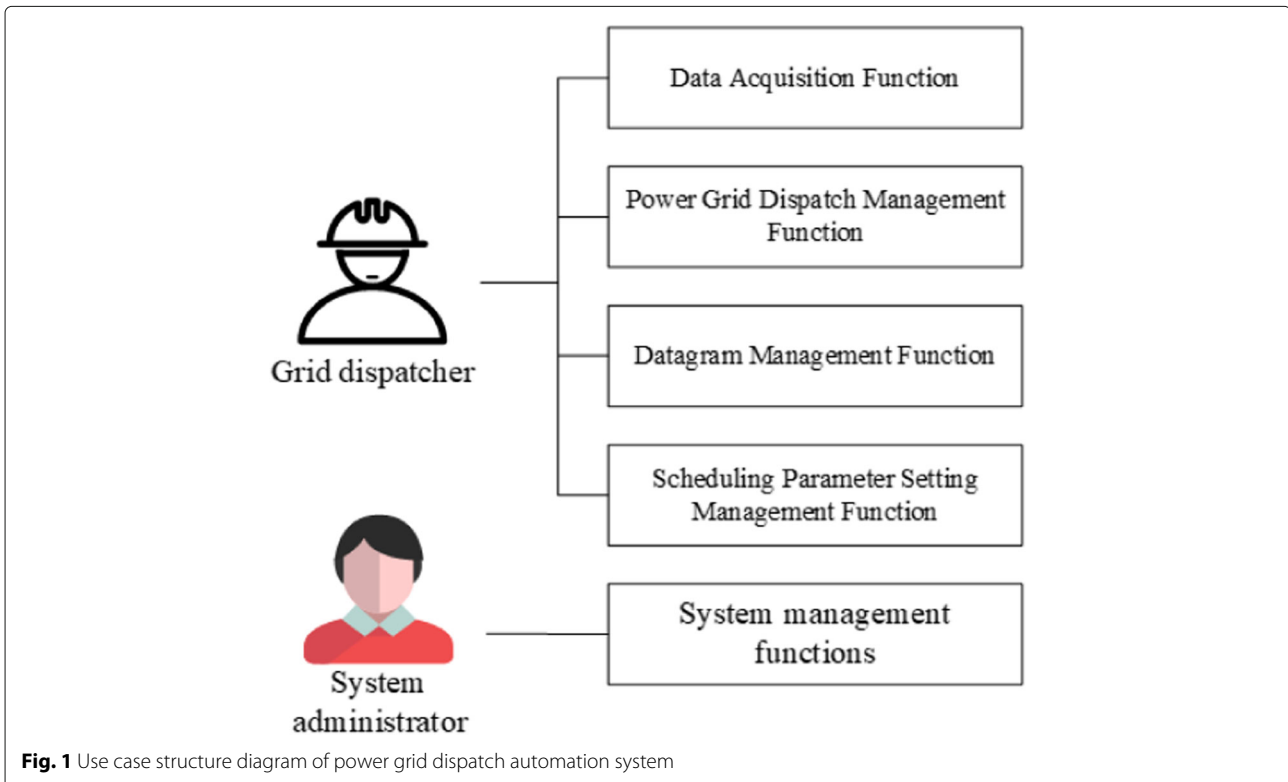 Data Acquisition Function
Power Grid Dispatch Management
Function
Grid dispatcher
Datagram Management Function
Scheduling Parameter Setting
Management Function
System management
functions
System
administrator
Fig. 1 Use case structure diagram of power grid dispatch automation system